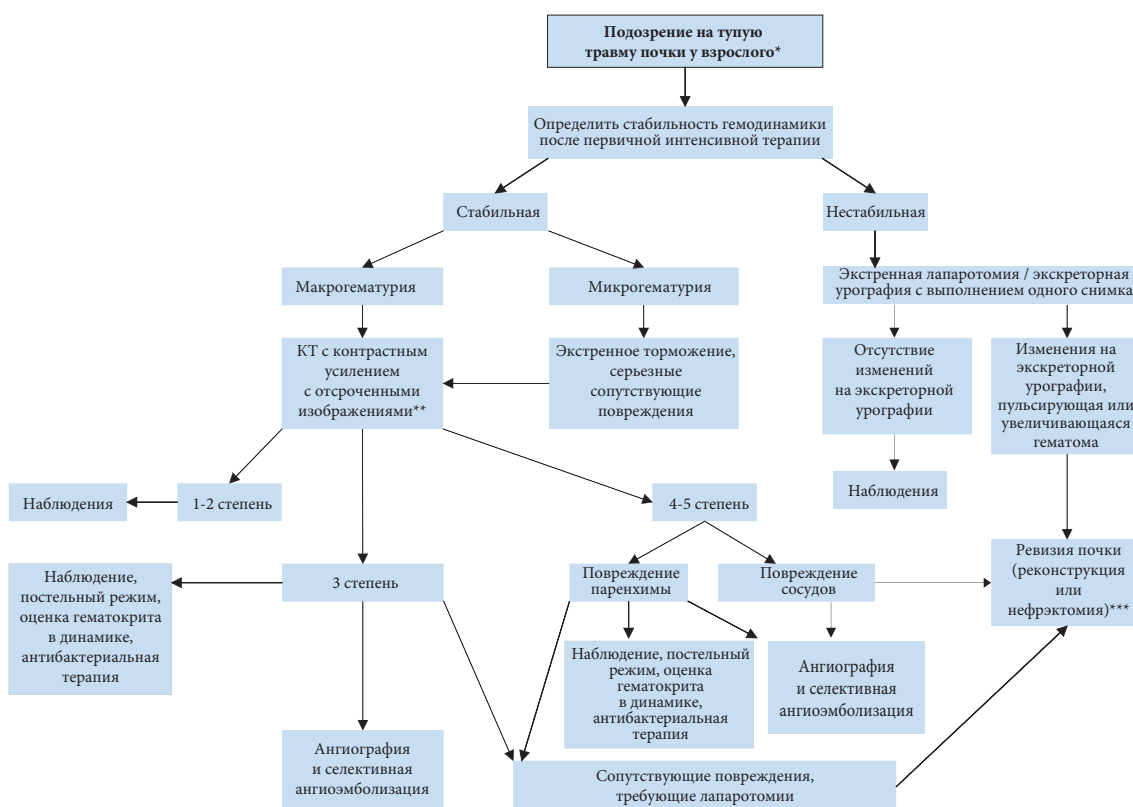 Подозрение на тупую
травму почки у взрослого*
Определить стабильность гемодинамики
после первичной интенсивной терапии
Стабильная
Нестабильная
Макрогематурия
Микрогематурия
Экстренная лапаротомия / экскреторная
урография с выполнением одного снимка
КТ с контрастным
усилением
с отсроченными
изображениями**
Экстренное торможение,
серьезные
сопутствующие
повреждения
Отсутствие
изменений
на экскреторной
урографии
Изменения на
экскреторной
урографии,
пульсирующая или
увеличивающаяся
гематома
Наблюдения
1-2 степень
4-5 степень
Наблюдения
Наблюдение,
постельный режим,
оценка гематокрита
в динамике,
антибактериальная
терапия
3 степень
Повреждение
паренхимы
Повреждение
сосудов
Ревизия почки
(реконструкция
или
нефрэктомия)***
Наблюдение, постельный
режим, оценка
гематокрита
в динамике,
антибактериальная
терапия
Ангиография
и селективная
ангиоэмболизация
Ангиография
и селективная
ангиоэмболизация
Сопутствующие повреждения,
требующие лапаротомии